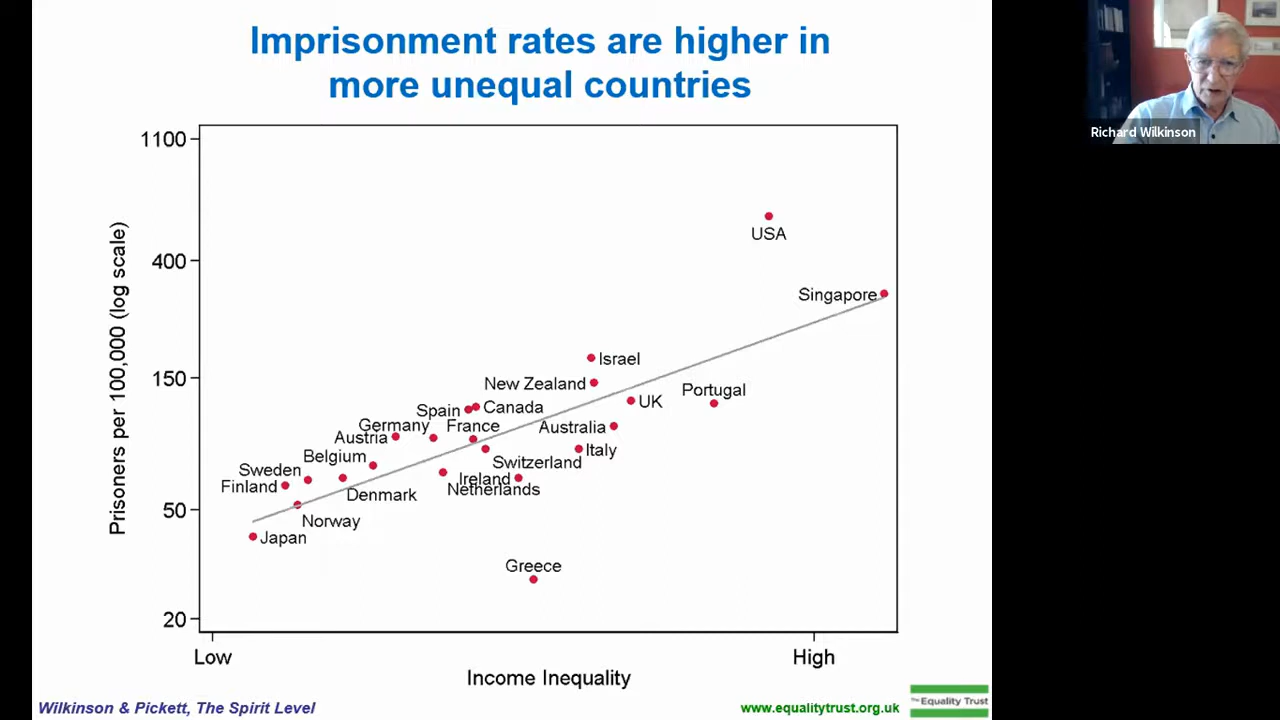 Imprisonment rates are higher in
more unequal countries
Richard Wilkinson
1100
400
150
50
20
Prisoners per 100,000 (log scale)
USA
Singapore
Israel
New Zealand
Portugal
UK
Spain
Canada
Germany
France
Australia
Austria
Italy
Belgium
Switzerland
Sweden
Ireland
Finland
Netherlands
Denmark
Norway
Japan
Greece
Low
High
Income Inequality
Wilkinson & Pickett, The Spirit Level
www.equalitytrust.org.uk
The Equality Trust